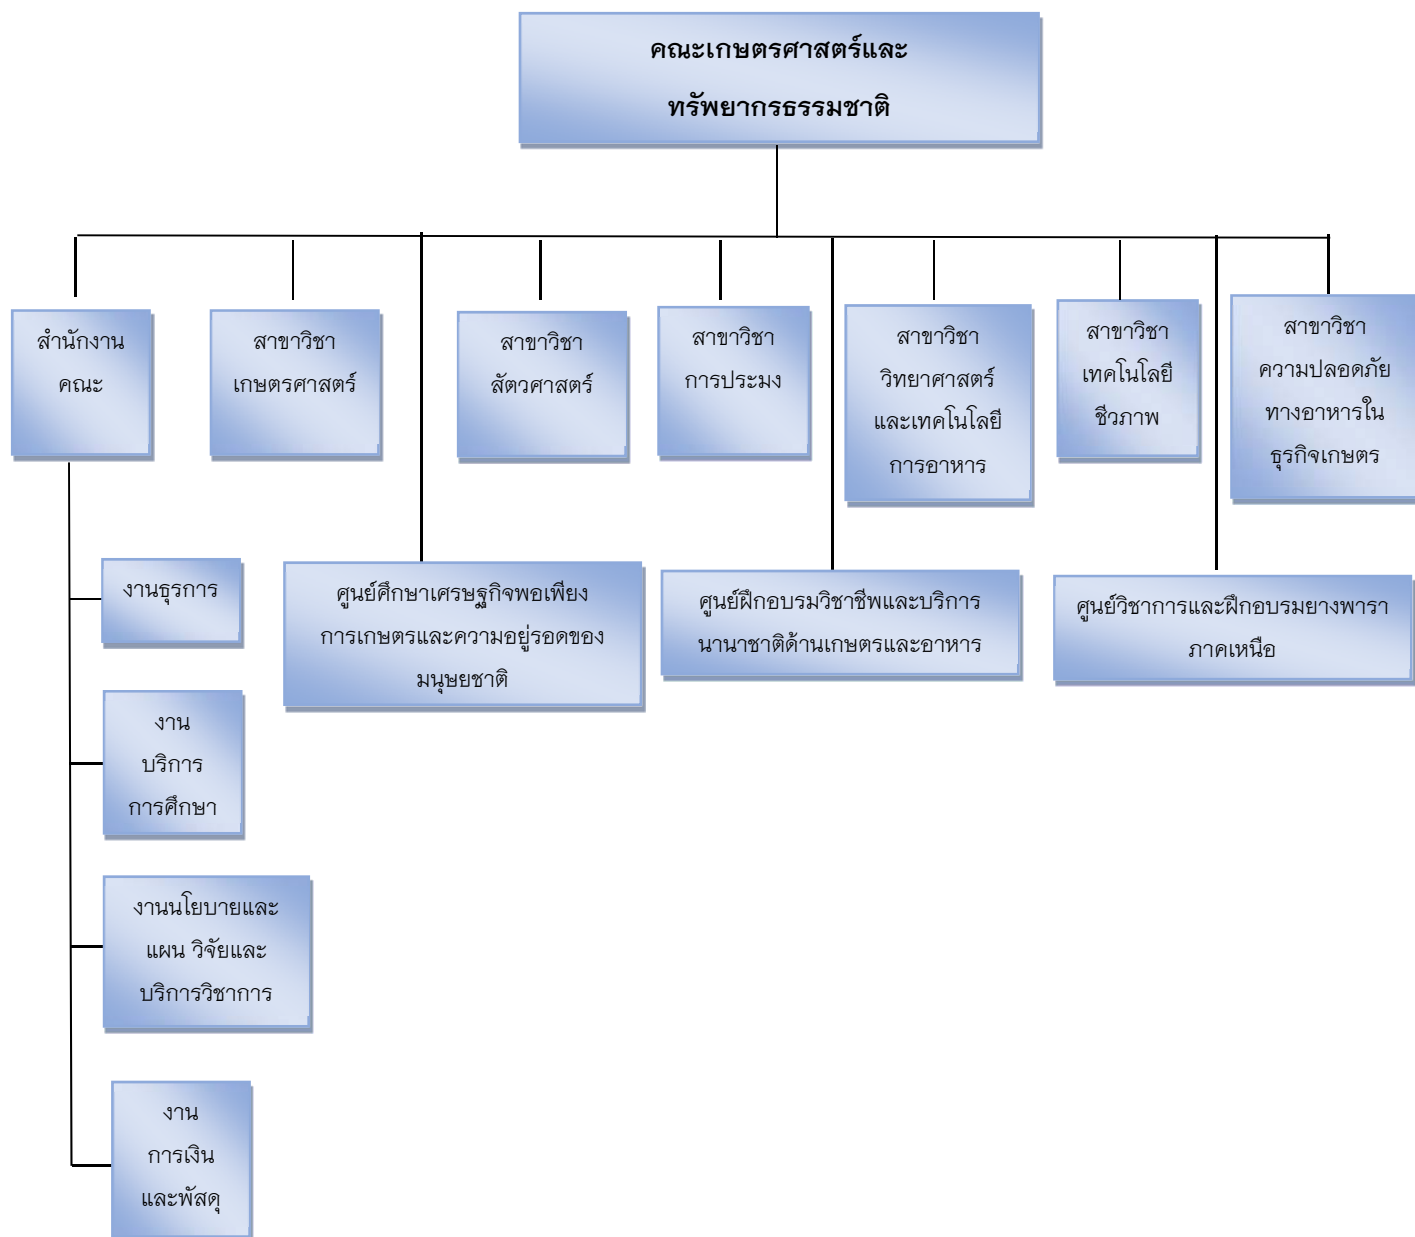 คณะเกษตรศาสตร์และ
ทรัพยากรธรรมชาติ
สำนักงาน
คณะ
สาขาวิชา
เกษตรศาสตร์
สาขาวิชา
สัตวศาสตร์
สาขาวิชา
การประมง
สาขาวิชา
วิทยาศาสตร์
และเทคโนโลยี
การอาหาร
สาขาวิชา
เทคโนโลยี
ชีวภาพ
สาขาวิชา
ความปลอดภัย
ทางอาหารใน
ธุรกิจเกษตร
งานธุรการ
ศูนย์ศึกษาเศรษฐกิจพอเพียง
การเกษตรและความอยู่รอดของ
มนุษยชาติ
ศูนย์ฝึกอบรมวิชาชีพและบริการ
นานาชาติด้านเกษตรและอาหาร
ศูนย์วิชาการและฝึกอบรมยางพารา
ภาคเหนือ
งาน
บริการ
การศึกษา
งานนโยบายและ
แผน วิจัยและ
บริการวิชาการ
งาน
การเงิน
และพัสดุ